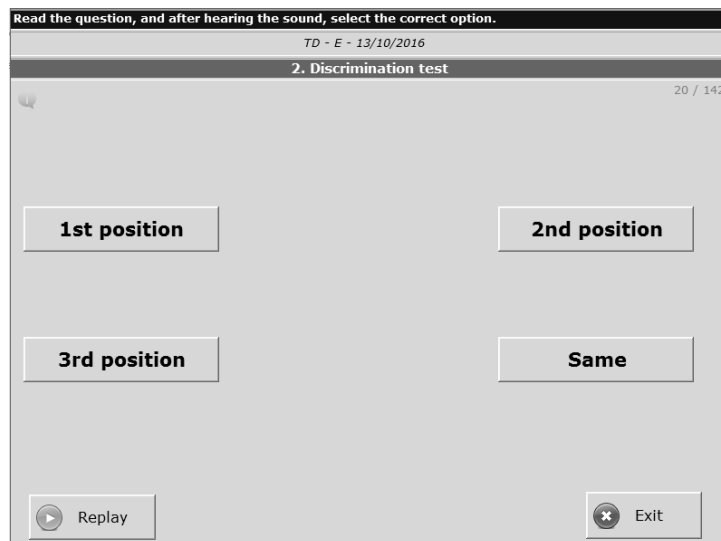 Read the question, and after hearing the sound, select the correct option.
TD - E - 13/10/2016
2. Discrimination test
20 / 142
1st position
2nd position
3rd position
Same
Replay
Exit